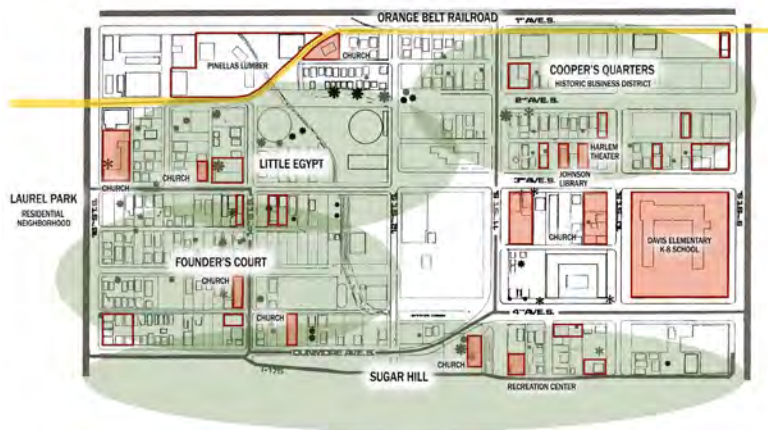 ORANGE BELT RAILROAD
1ST AVE. S.
PINELLAS LUMBER
CHURCH
COOPER'S QUARTERS
HISTORIC BUSINESS DISTRICT
2ND AVE. S.
HARLEM
THEATER
LITTLE EGYPT
JOHNSON
LIBRARY
CHURCH
CHURCH
3RD AVE. S.
LAUREL PARK
RESIDENTIAL
NEIGHBORHOOD
CHURCH
DAVIS ELEMENTARY
K-8 SCHOOL
FOUNDER'S COURT
CHURCH
4TH AVE. S.
CHURCH
DUNMORE AVE. S.
I-175
SUGAR HILL
CHURCH
RECREATION CENTER